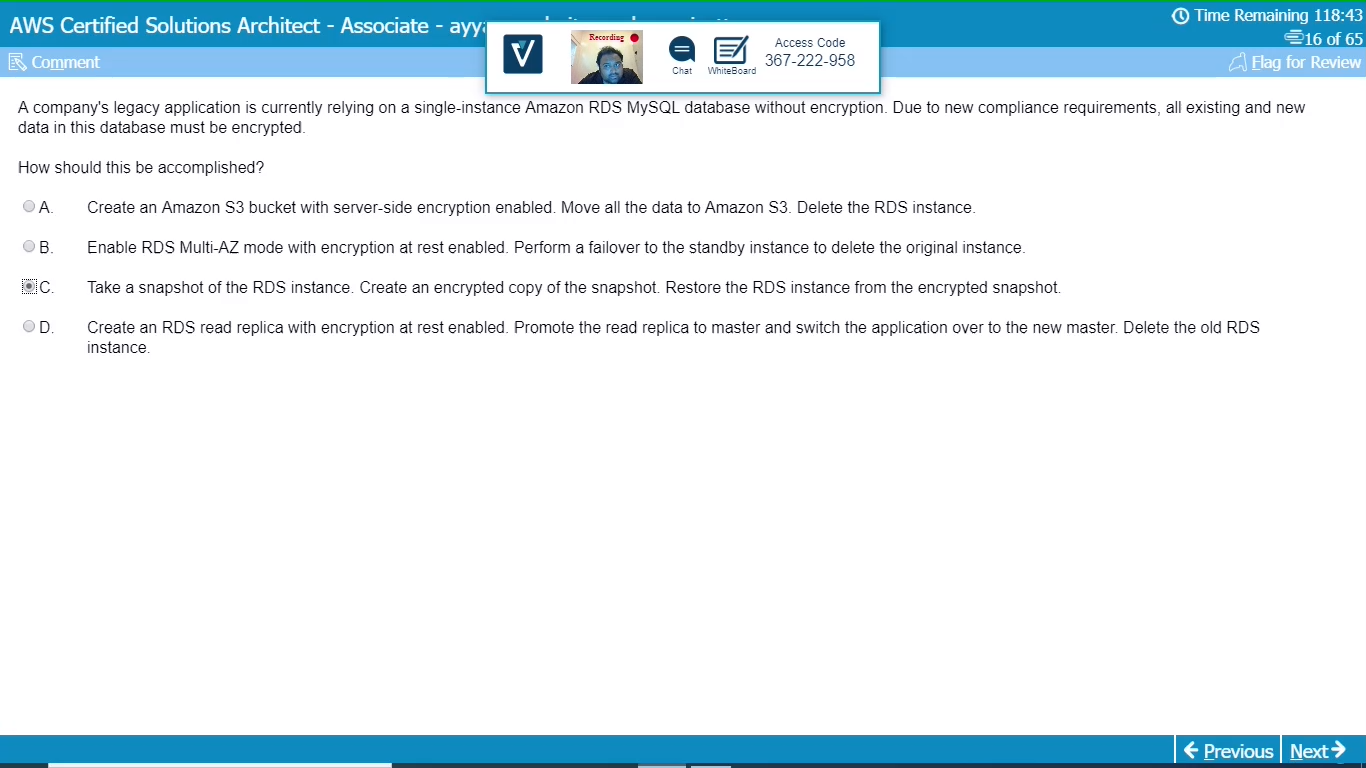 AWS Certified Solutions Architect - Associate -
Time Remaining 118:43
16 of 65
Comment
Flag for Review
V
Recording
Chat
WhiteBoard
Access Code
367-222-958
A company's legacy application is currently relying on a single-instance Amazon RDS MySQL database without encryption. Due to new compliance requirements, all existing and new
data in this database must be encrypted.
How should this be accomplished?
A. Create an Amazon S3 bucket with server-side encryption enabled. Move all the data to Amazon S3. Delete the RDS instance.
B. Enable RDS Multi-AZ mode with encryption at rest enabled. Perform a failover to the standby instance to delete the original instance.
C. Take a snapshot of the RDS instance. Create an encrypted copy of the snapshot. Restore the RDS instance from the encrypted snapshot.
D. Create an RDS read replica with encryption at rest enabled. Promote the read replica to master and switch the application over to the new master. Delete the old RDS
instance.
Previous
Next